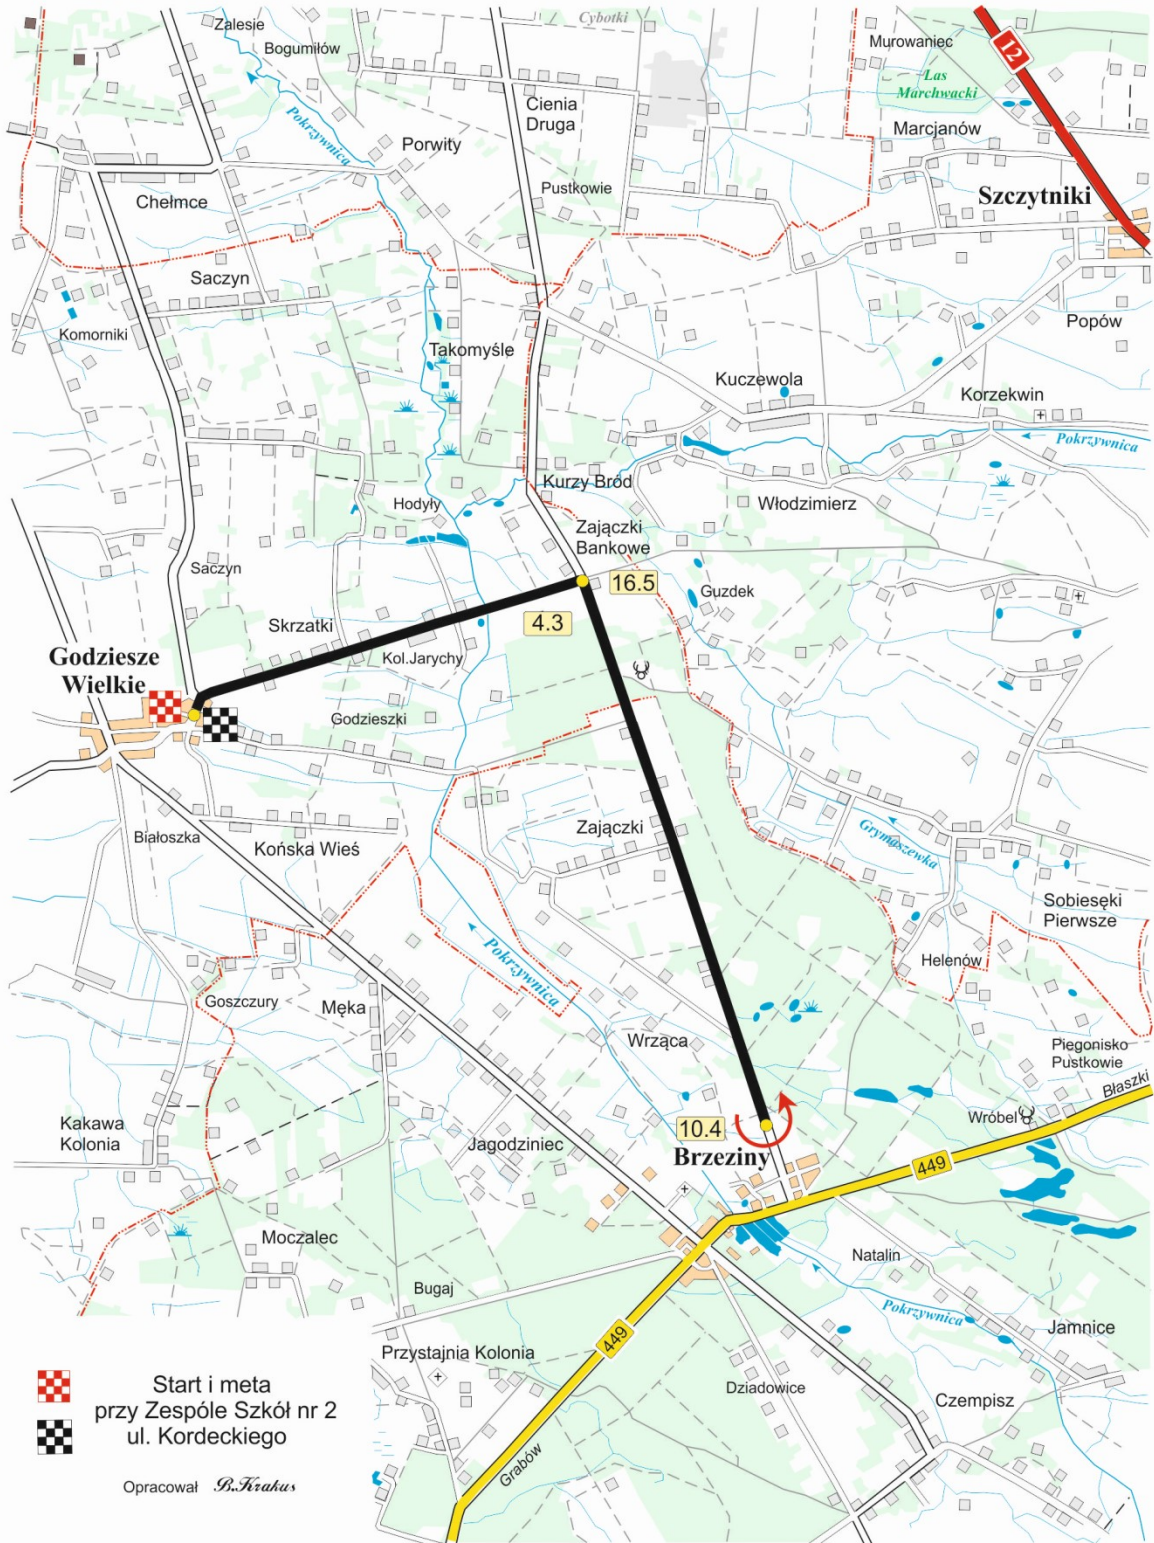 Cybotki
Zalesie
Bogumiłów
Murowaniec
12
Las
Marchwacki
Cienia
Druga
Pokrzywnica
Porwity
Marcjanów
Pustkowie
Szczytniki
Chełmce
Saczyn
Komorniki
Popów
Takomyśle
Kuczewola
Korzekwin
Pokrzywnica
Kurzy Bród
Włodzimierz
Hodyły
Zajączki
Bankowe
Saczyn
16.5
Guzdek
4.3
Skrzatki
Kol.Jarychy
Godziesze
Wielkie
Godzieszki
Zajączki
Białoszka
Końska Wieś
Grymaszewka
Sobiesęki
Pierwsze
Pokrzywnica
Helenów
Goszczury
Męka
Wrząca
Piegonisko
Pustkowie
Błaszki
Kakawa
Kolonia
Jagodziniec
10.4
Wróbel
Brzeziny
449
Moczalec
Natalin
Bugaj
Pokrzywnica
Jamnice
449
Przystajnia Kolonia
Dziadowice
Czempisz
Grabów
Start i meta
przy Zespóle Szkół nr 2
ul. Kordeckiego
Opracował B.Krakus